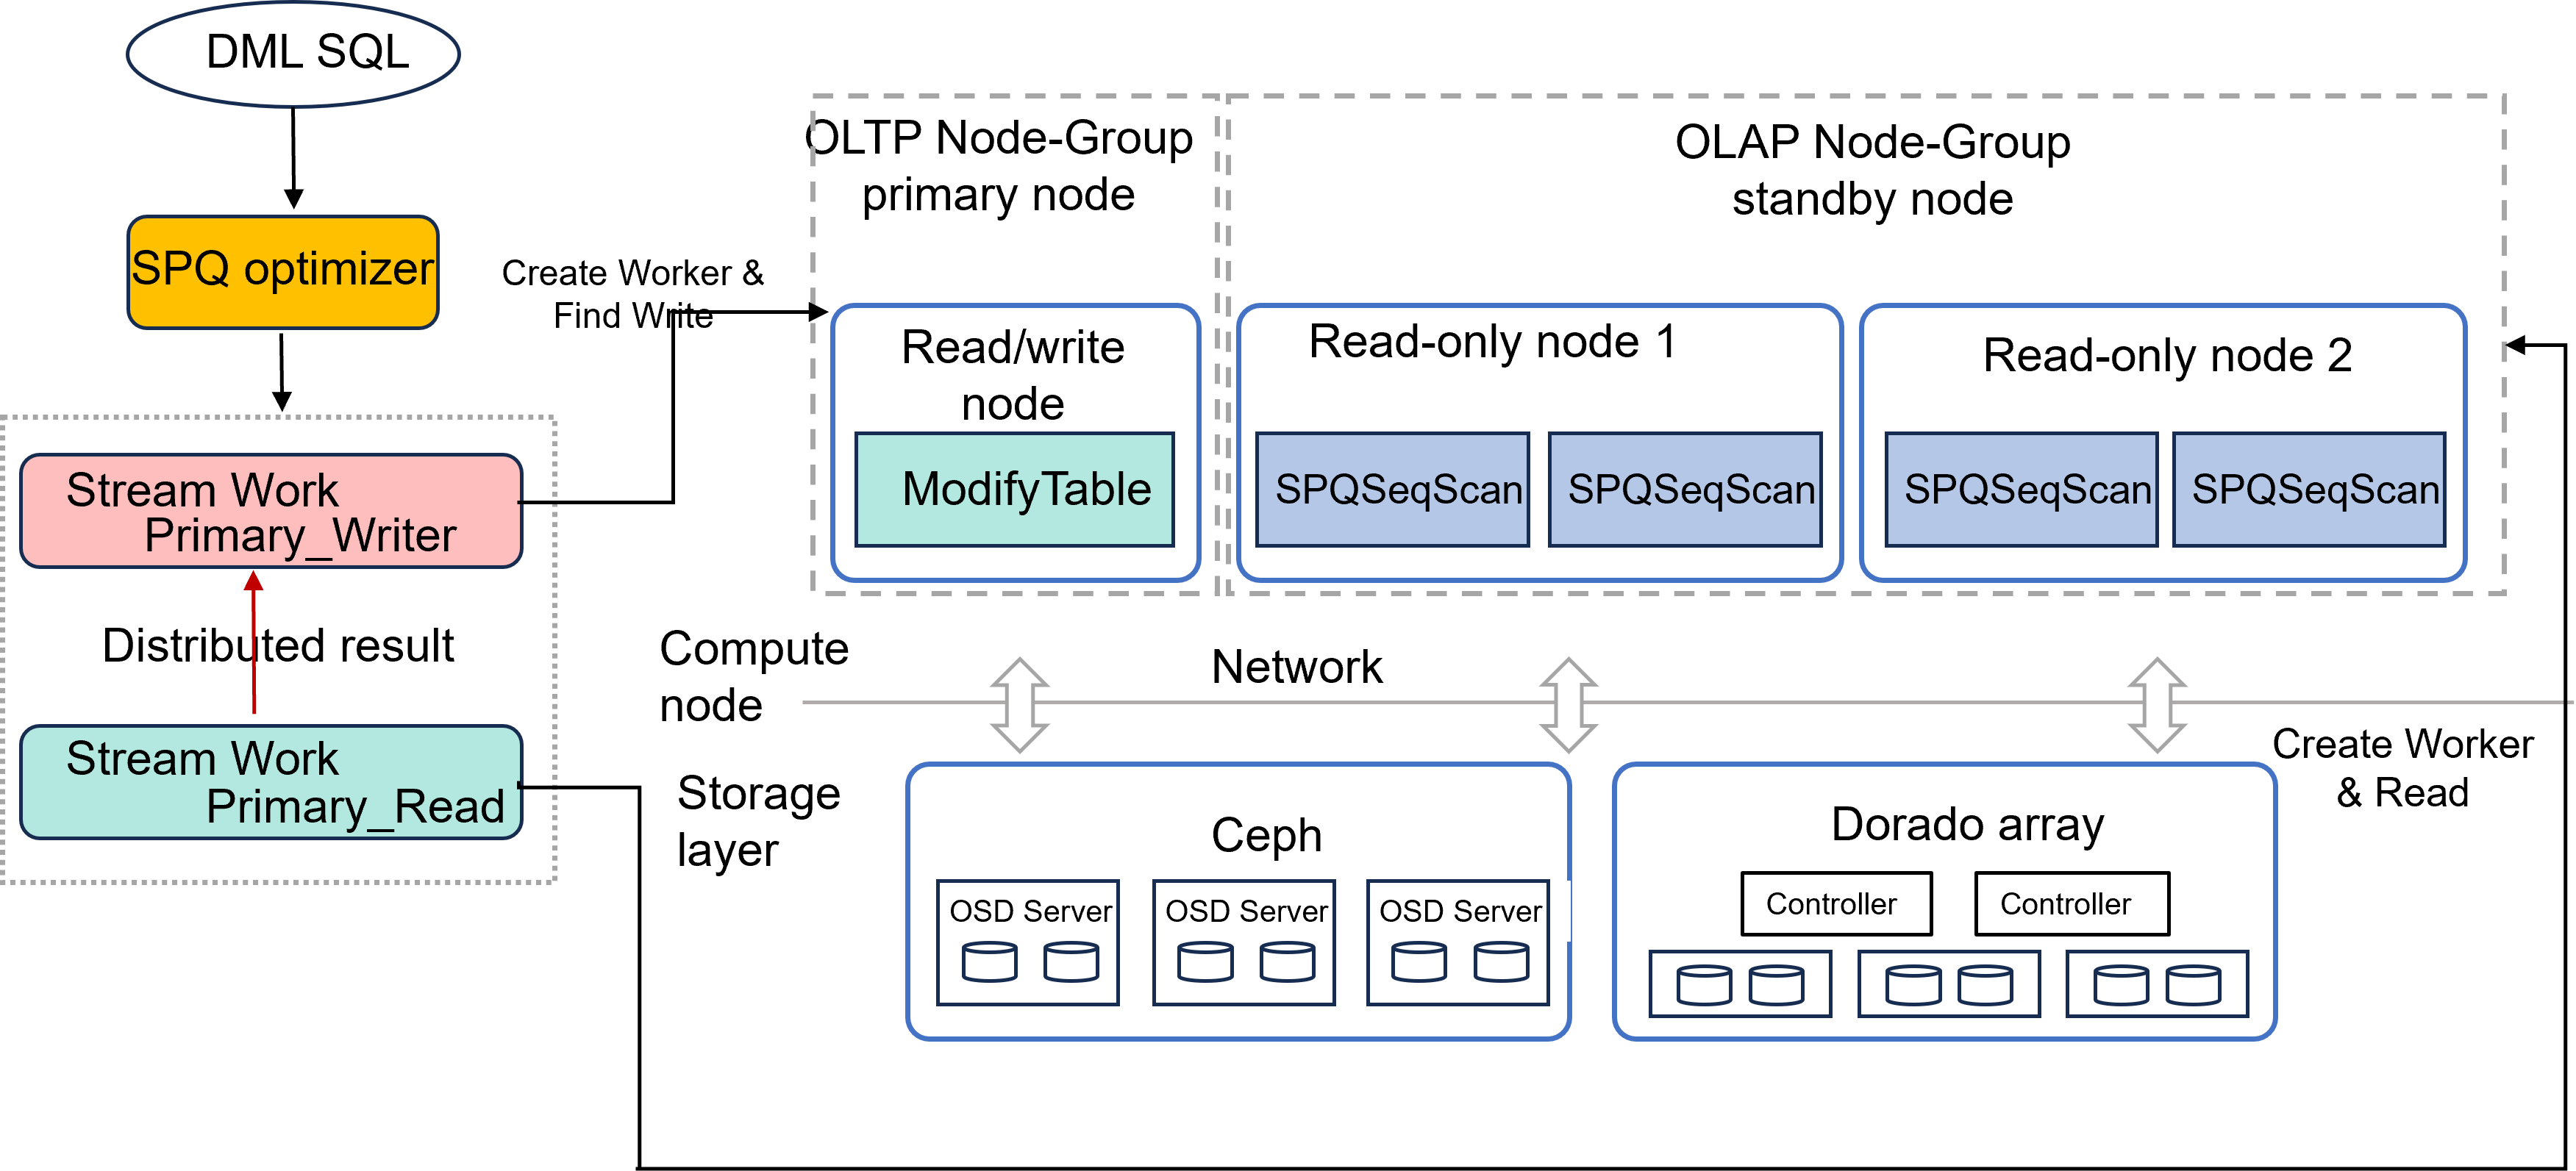 DML SQL
SPQ optimizer
Stream Work
Primary_Writer
Distributed result
Stream Work
Primary_Read
Create Worker &
Find Write
OLTP Node-Group
primary node
Read/write
node
ModifyTable
OLAP Node-Group
standby node
Read-only node 1
SPQSeqScan
SPQSeqScan
Read-only node 2
SPQSeqScan
SPQSeqScan
Compute
node
Network
Storage
layer
Create Worker
& Read
Ceph
OSD Server
OSD Server
OSD Server
Dorado array
Controller
Controller